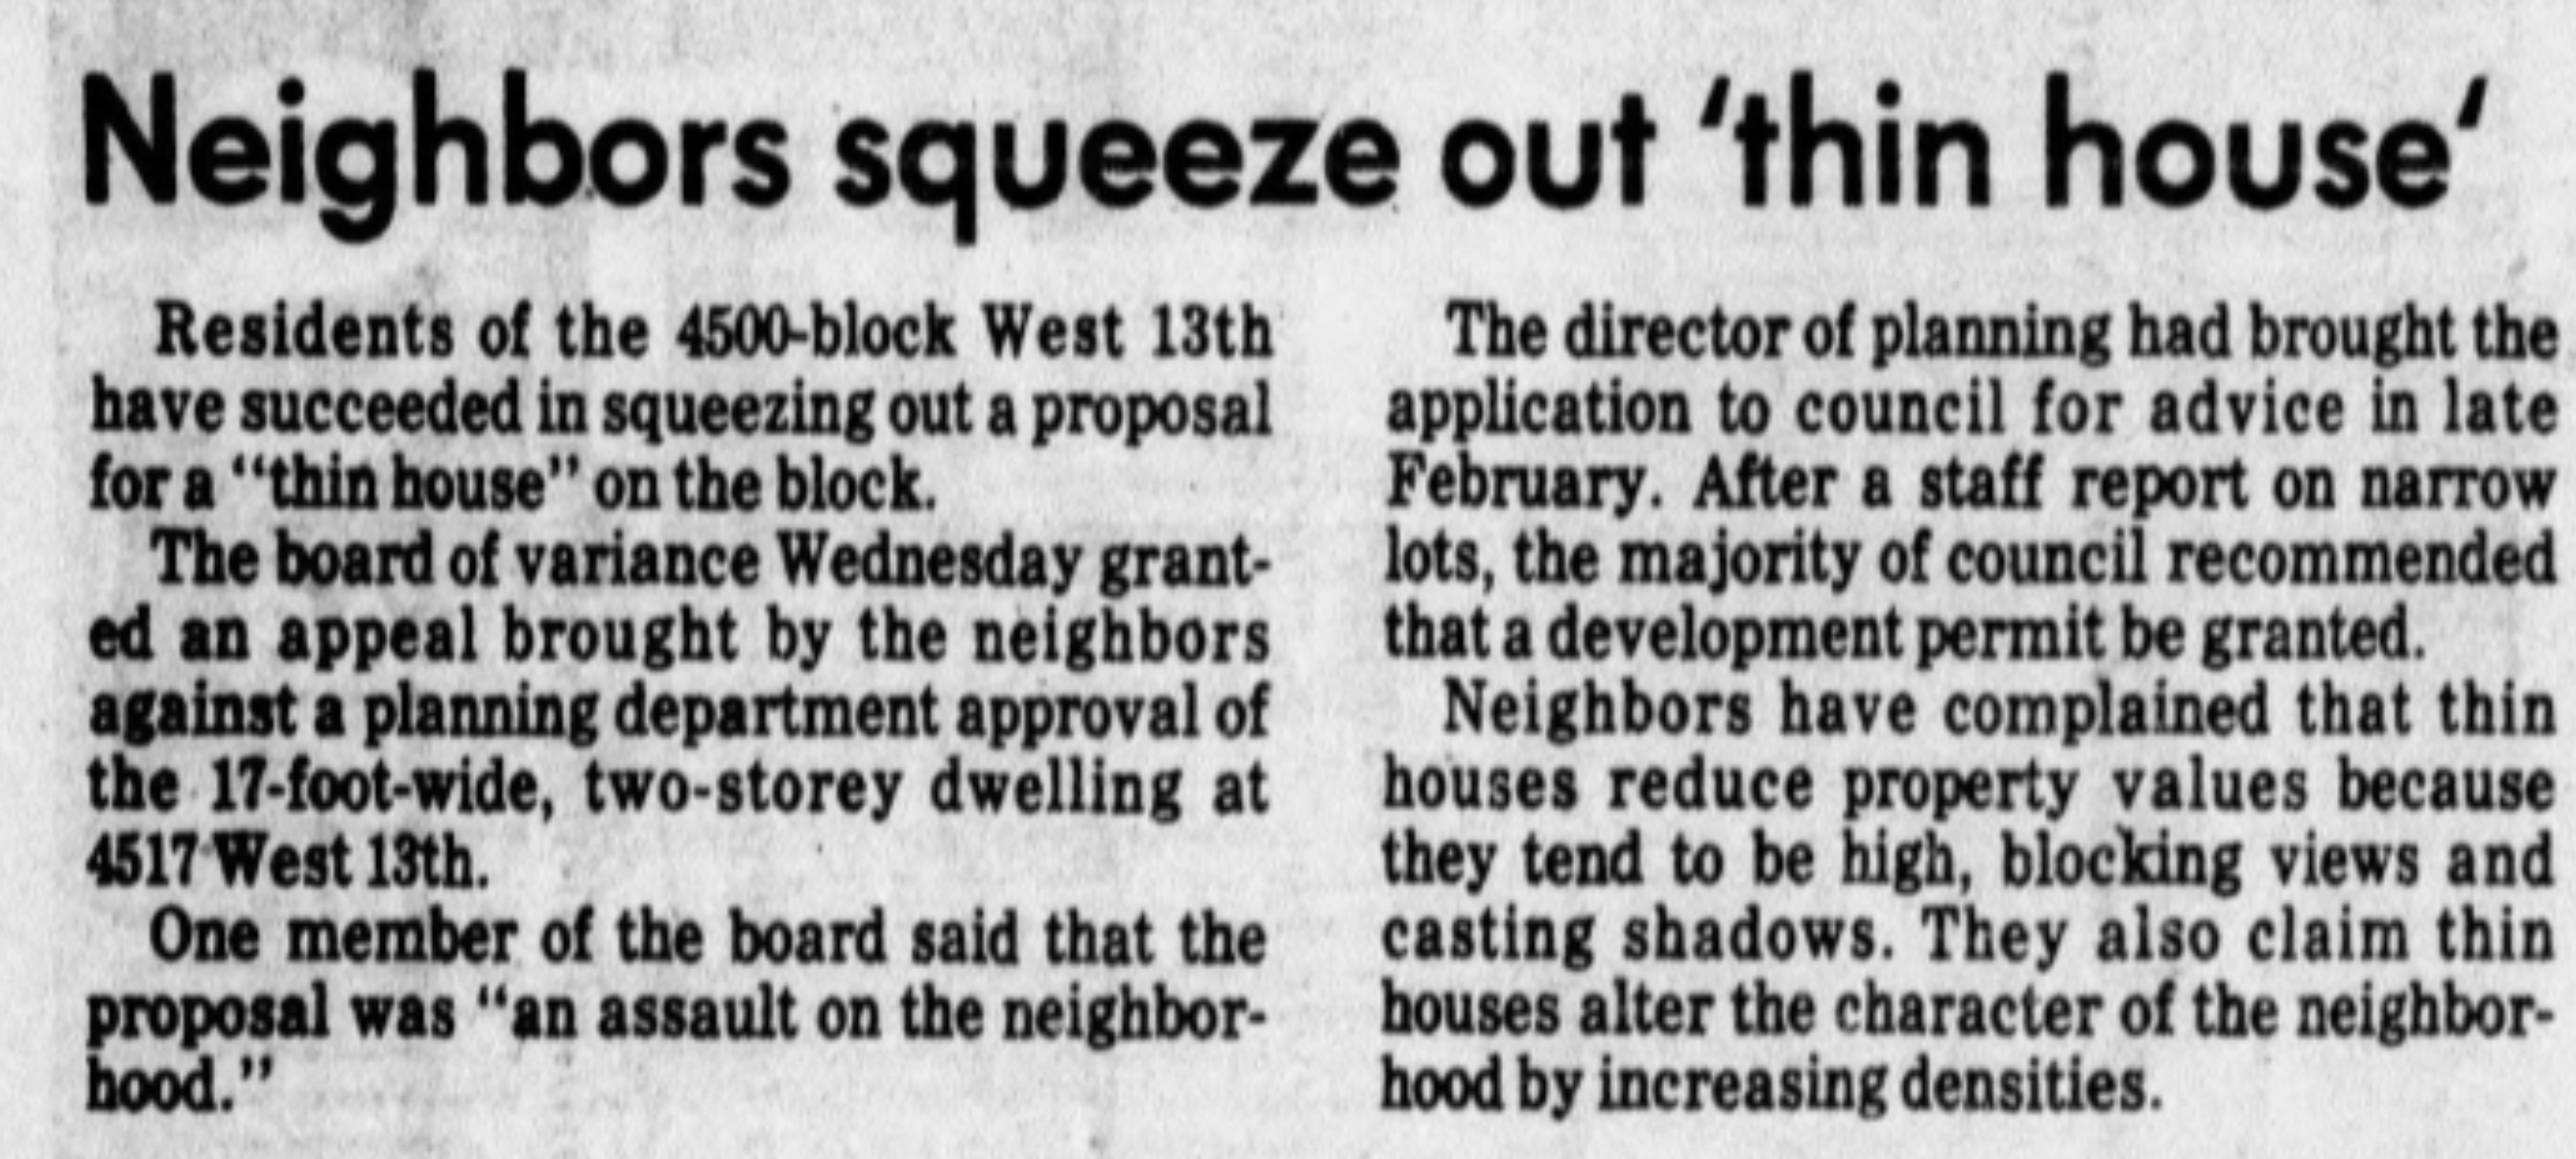 Neighbors squeeze out 'thin house'
Residents of the 4500-block West 13th
have succeeded in squeezing out a proposal
for a "thin house" on the block.
The board of variance Wednesday grant-
ed an appeal brought by the neighbors
against a planning department approval of
the 17-foot-wide, two-storey dwelling at
4517 West 13th.
One member of the board said that the
proposal was "an assault on the neighbor-
hood."
The director of planning had brought the
application to council for advice in late
February. After a staff report on narrow
lots, the majority of council recommended
that a development permit be granted.
Neighbors have complained that thin
houses reduce property values because
they tend to be high, blocking views and
casting shadows. They also claim thin
houses alter the character of the neighbor-
hood by increasing densities.